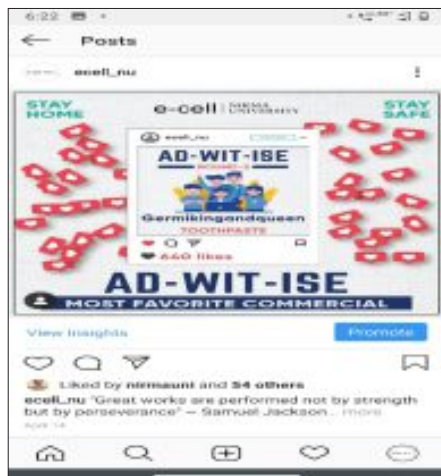 6:22
Posts
ecell_nu
STAY HOME
e-cell NIRMA UNIVERSITY
STAY SAFE
ecell_nu
AD-WIT-ISE
Germikingandqueen
TOOTHPASTE
640 likes
AD-WIT-ISE
MOST FAVORITE COMMERCIAL
View Insights
Promote
Liked by nirmauni and 54 others
ecell_nu "Great works are performed not by strength
but by perseverance" – Samuel Jackson... more
April 14